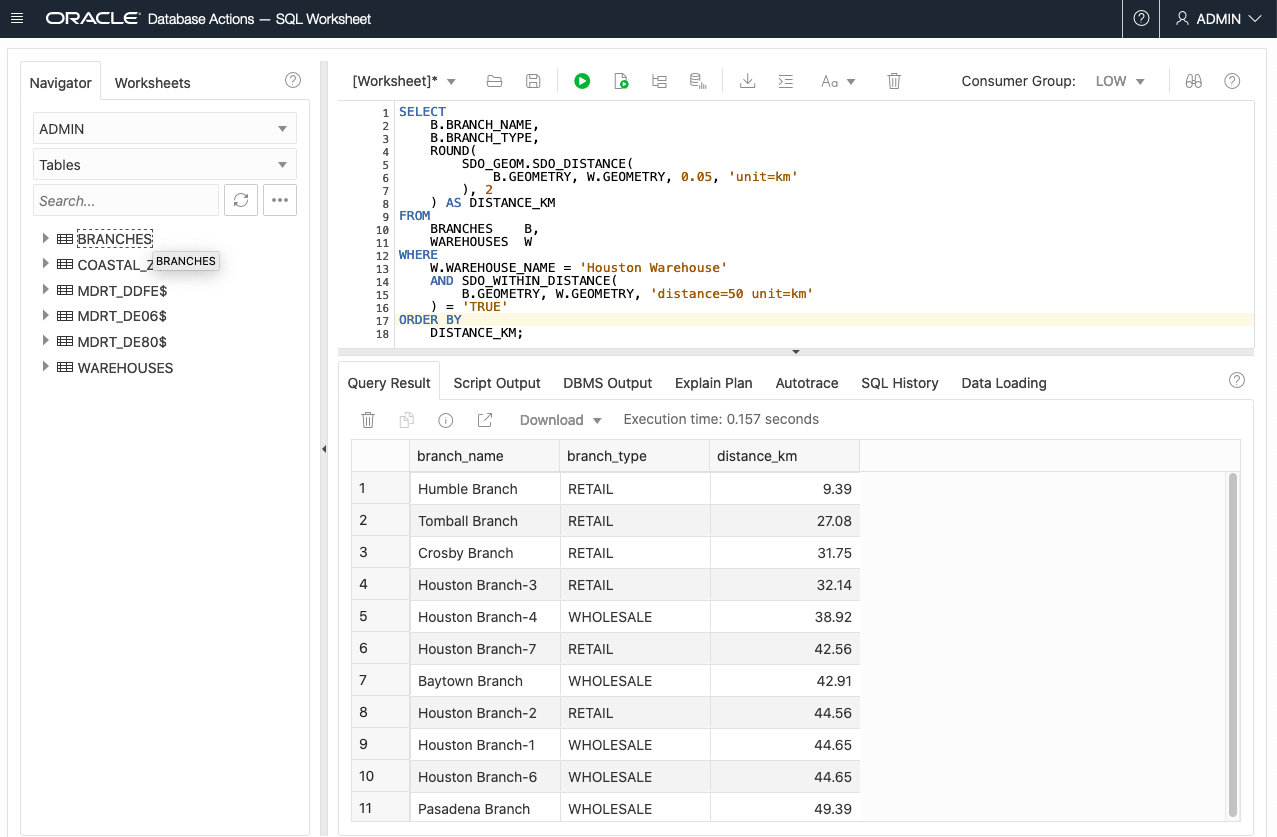 ORACLE Database Actions — SQL Worksheet
ADMIN
Navigator
Worksheets
ADMIN
Tables
Search...
BRANCHES
BRANCHES
COASTAL_Z
MDRT_DDFE$
MDRT_DE06$
MDRT_DE80$
WAREHOUSES
[Worksheet]*
Aa
Consumer Group: LOW
1 SELECT
2     B.BRANCH_NAME,
3     B.BRANCH_TYPE,
4     ROUND(
5         SDO_GEOM.SDO_DISTANCE(
6             B.GEOMETRY, W.GEOMETRY, 0.05, 'unit=km'
7         ), 2
8     ) AS DISTANCE_KM
9 FROM
10     BRANCHES    B,
11     WAREHOUSES  W
12 WHERE
13     W.WAREHOUSE_NAME = 'Houston Warehouse'
14     AND SDO_WITHIN_DISTANCE(
15         B.GEOMETRY, W.GEOMETRY, 'distance=50 unit=km'
16     ) = 'TRUE'
17 ORDER BY
18     DISTANCE_KM;
Query Result Script Output DBMS Output Explain Plan Autotrace SQL History Data Loading
Download Execution time: 0.157 seconds
branch_name branch_type distance_km
1 Humble Branch RETAIL 9.39
2 Tomball Branch RETAIL 27.08
3 Crosby Branch RETAIL 31.75
4 Houston Branch-3 RETAIL 32.14
5 Houston Branch-4 WHOLESALE 38.92
6 Houston Branch-7 RETAIL 42.56
7 Baytown Branch WHOLESALE 42.91
8 Houston Branch-2 RETAIL 44.56
9 Houston Branch-1 WHOLESALE 44.65
10 Houston Branch-6 WHOLESALE 44.65
11 Pasadena Branch WHOLESALE 49.39